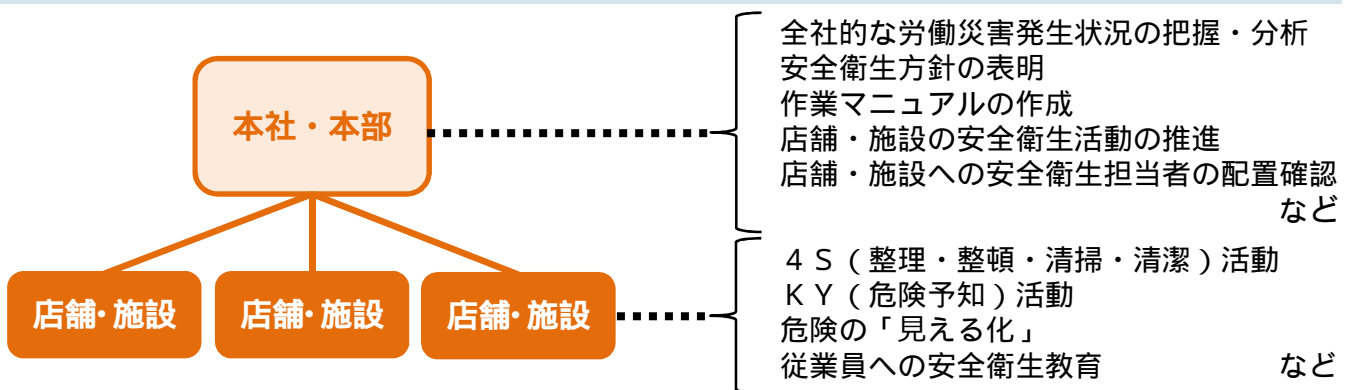 全社的な労働災害発生状況の把握・分析
安全衛生方針の表明
作業マニュアルの作成
店舗・施設の安全衛生活動の推進
店舗・施設への安全衛生担当者の配置確認
など
本社・本部
４Ｓ（整理・整頓・清掃・清潔）活動
ＫＹ（危険予知）活動
危険の「見える化」
従業員への安全衛生教育 など
店舗・施設 店舗・施設 店舗・施設